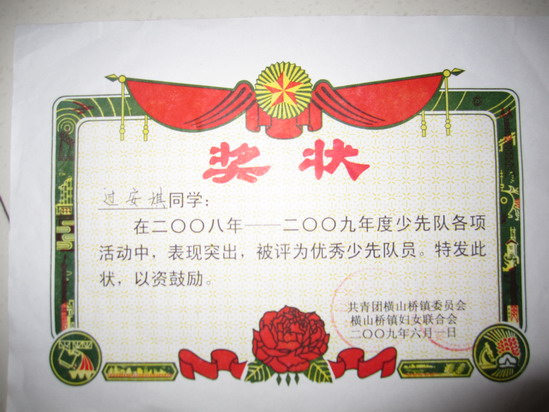 奖状
过安棋同学：
在二〇〇八年——二〇〇九年度少先队各项
活动中，表现突出，被评为优秀少先队员。特发此
状，以资鼓励。
共青团横山桥镇委员会
横山桥镇妇女联合会
二〇〇九年六月一日